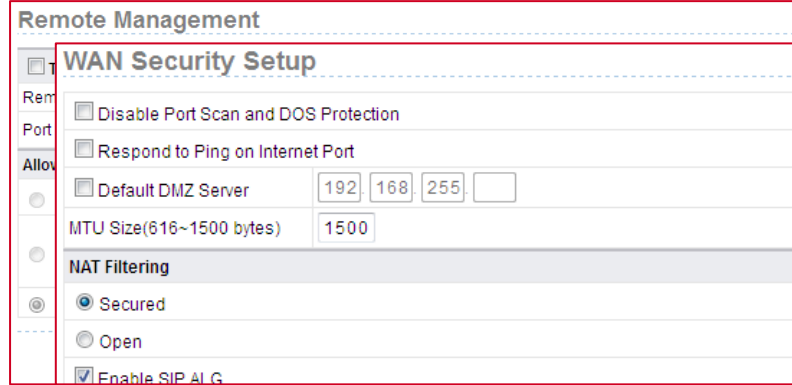 Remote Management
WAN Security Setup
Rem
Port
Allow
Disable Port Scan and DOS Protection
Respond to Ping on Internet Port
Default DMZ Server 192. 168. 255.
MTU Size(616~1500 bytes) 1500
NAT Filtering
Secured
Open
Enable SIP ALG